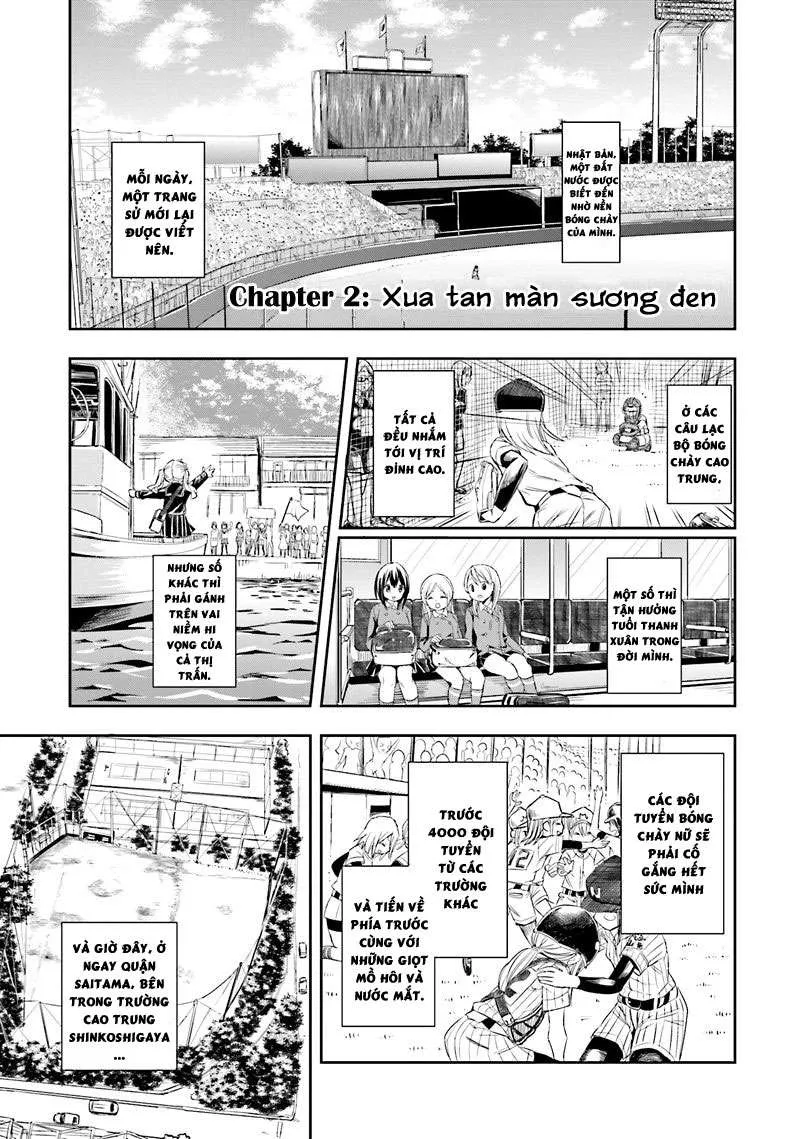 NHẬT BẢN,
MỘT ĐẤT
NƯỚC ĐƯỢC
BIẾT ĐẾN
NHỜ NỀN
BÓNG CHÀY
CỦA MÌNH.
MỖI NGÀY,
MỘT TRANG
SỬ MỚI LẠI
ĐƯỢC VIẾT
NÊN.
Chapter 2: Xua tan màn sương đen
Ở CÁC
CÂU LẠC
BỘ BÓNG
CHÀY CAO
TRUNG,
TẤT CẢ
ĐỀU NHẮM
TỚI VỊ TRÍ
ĐỈNH CAO.
MỘT SỐ THÌ
TẬN HƯỞNG
TUỔI THANH
XUÂN TRONG
ĐỜI MÌNH.
NHƯNG SỐ
KHÁC THÌ
PHẢI GÁNH
TRÊN VAI
NIỀM HI
VỌNG CỦA
CẢ THỊ
TRẤN.
CÁC ĐỘI
TUYỂN BÓNG
CHÀY NỮ SẼ
PHẢI CỐ
GẮNG HẾT
SỨC MÌNH
TRƯỚC
4000 ĐỘI
TUYỂN
TỪ CÁC
TRƯỜNG
KHÁC
VÀ TIẾN VỀ
PHÍA TRƯỚC
CÙNG VỚI
NHỮNG GIỌT
MỒ HÔI VÀ
NƯỚC MẮT.
VÀ GIỜ ĐÂY, Ở
NGAY QUẬN
SAITAMA, BÊN
TRONG TRƯỜNG
CAO TRUNG
SHINKOSHIGAYA
...